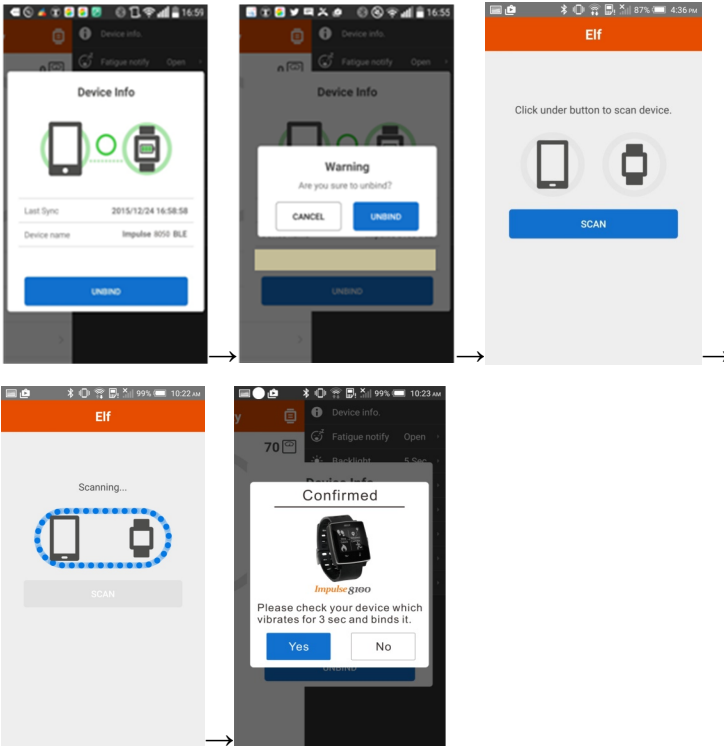 16:59
Device info.
Fatigue notify Open
Device Info
Last Sync 2015/12/24 16:58:58
Device name Impulse 8050 BLE
UNBIND
→
16:55
Device info.
Fatigue notify Open
Device Info
Warning
Are you sure to unbind?
CANCEL UNBIND
UNBIND
→
87% 4:36 PM
Elf
Click under button to scan device.
SCAN
→
99% 10:22 AM
Elf
Scanning...
SCAN
→
99% 10:23 AM
y
Device info.
70 Fatigue notify Open
Backlight 5 Sec
Device Info
Confirmed
Impulse 8100
Please check your device which
vibrates for 3 sec and binds it.
Yes No
UNBIND